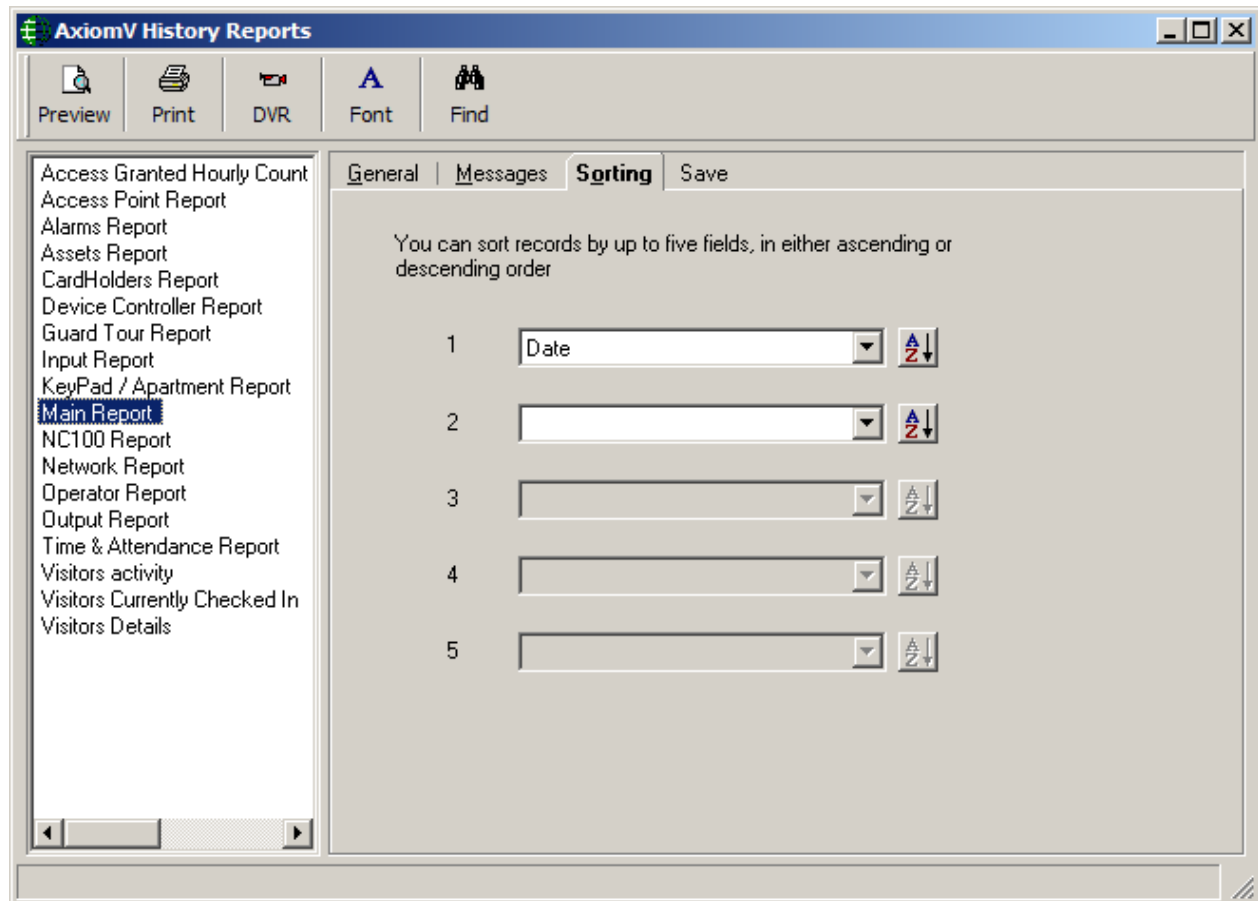 AxiomV History Reports
Preview Print DVR Font Find
Access Granted Hourly Count
Access Point Report
Alarms Report
Assets Report
CardHolders Report
Device Controller Report
Guard Tour Report
Input Report
KeyPad / Apartment Report
Main Report
NC100 Report
Network Report
Operator Report
Output Report
Time & Attendance Report
Visitors activity
Visitors Currently Checked In
Visitors Details
General Messages Sorting Save
You can sort records by up to five fields, in either ascending or
descending order
1 Date
2
3
4
5